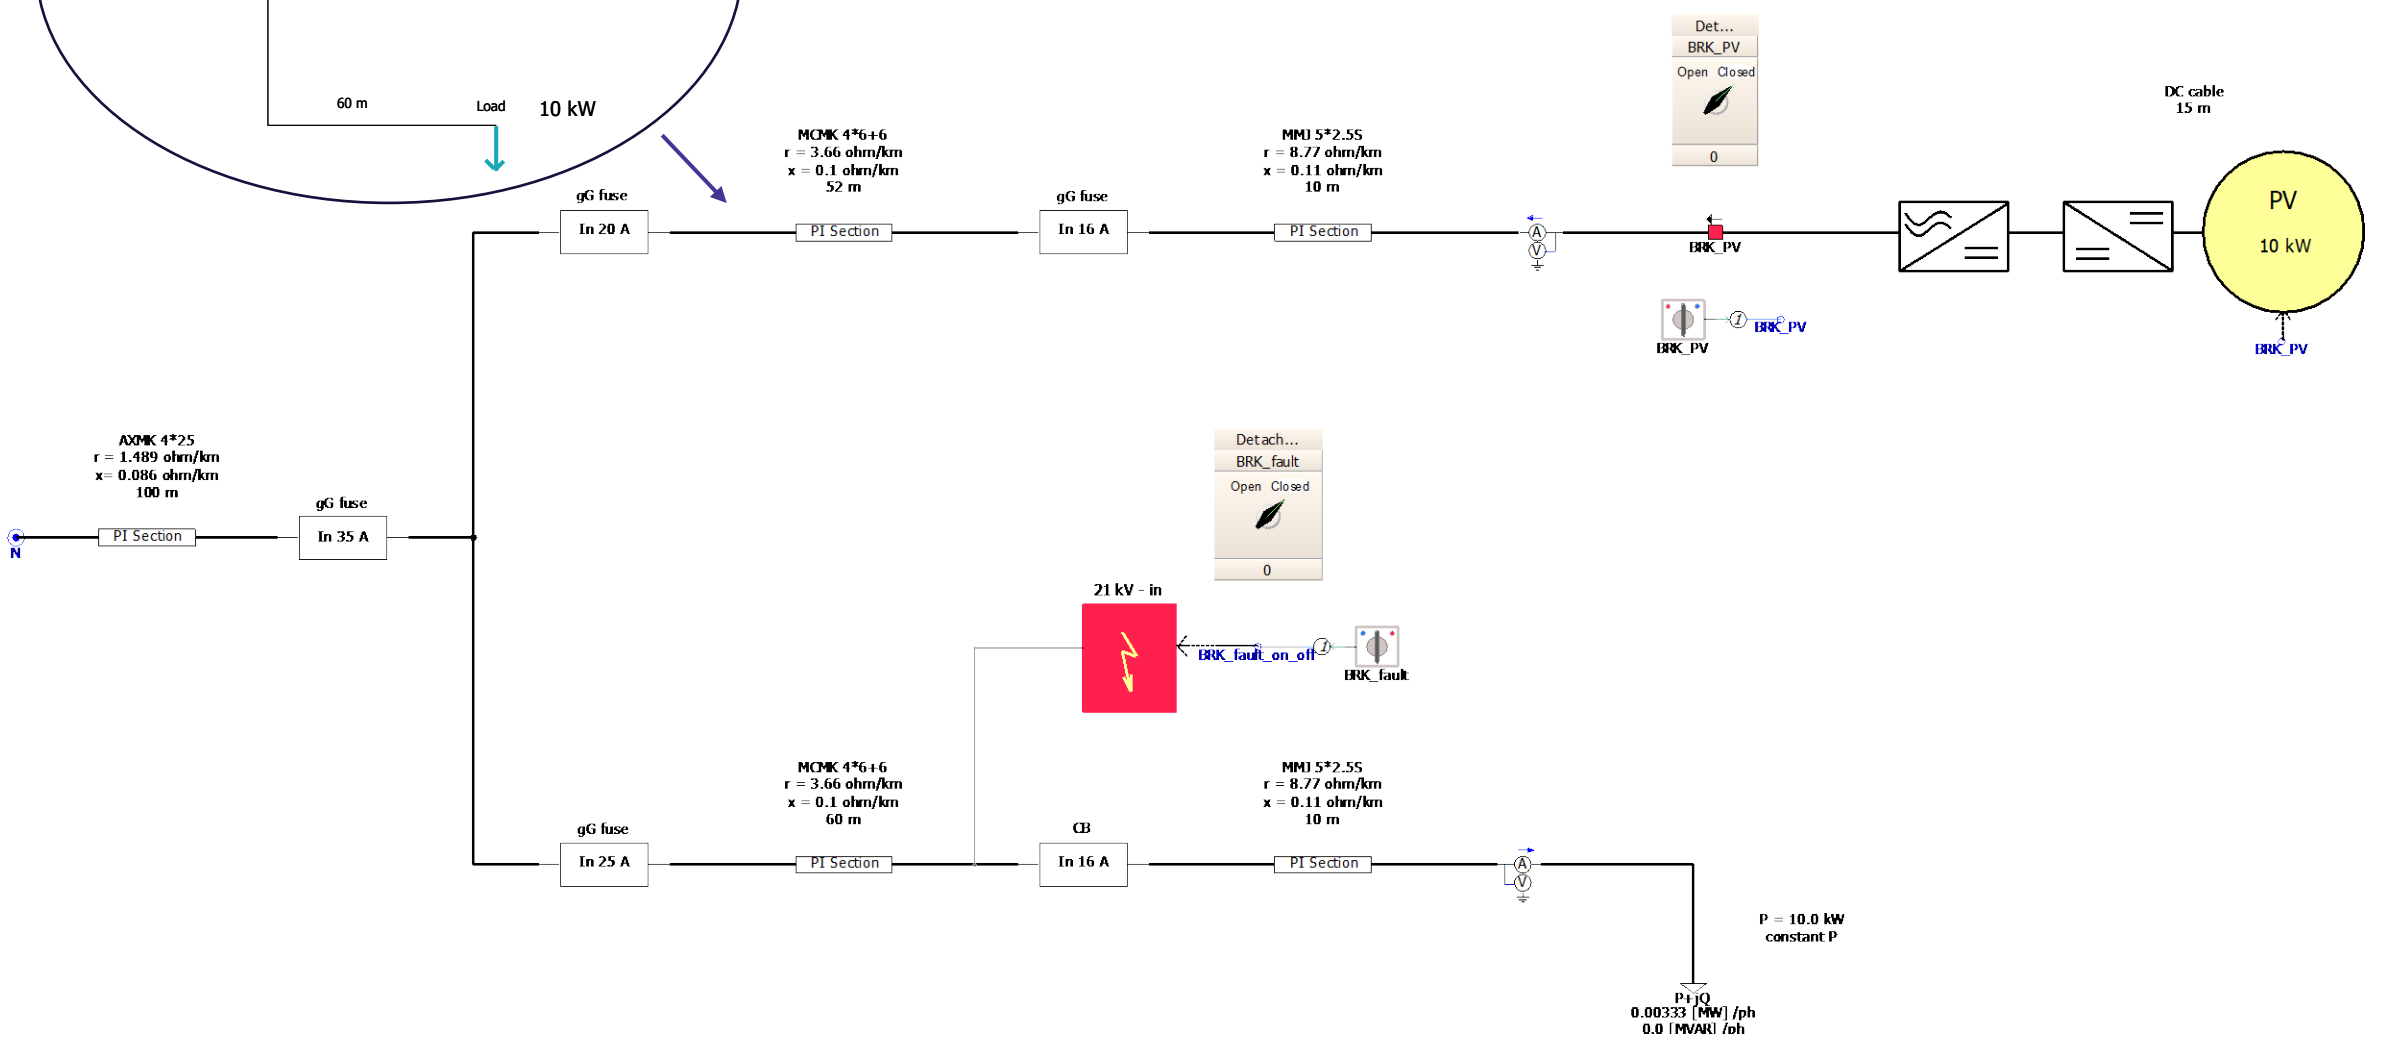 60 m
Load
10 kW
Det...
BRK_PV
Open Closed
0
DC cable
15 m
MCMK 4*6+6
r = 3.66 ohm/km
x = 0.1 ohm/km
52 m
MMJ 5*2.5S
r = 8.77 ohm/km
x = 0.11 ohm/km
10 m
gG fuse
In 20 A
PI Section
gG fuse
In 16 A
PI Section
A
V
BRK_PV
PV
10 kW
BRK_PV
1
BRK_PV
BRK_PV
AXMK 4*25
r = 1.489 ohm/km
x= 0.086 ohm/km
100 m
gG fuse
In 35 A
PI Section
N
Detach...
BRK_fault
Open Closed
0
21 kV - in
BRK_fault_on_off
1
BRK_fault
MCMK 4*6+6
r = 3.66 ohm/km
x = 0.1 ohm/km
60 m
MMJ 5*2.5S
r = 8.77 ohm/km
x = 0.11 ohm/km
10 m
gG fuse
In 25 A
PI Section
CB
In 16 A
PI Section
A
V
P = 10.0 kW
constant P
P+jQ
0.00333 [MW] /ph
0.0 [MVAR] /ph